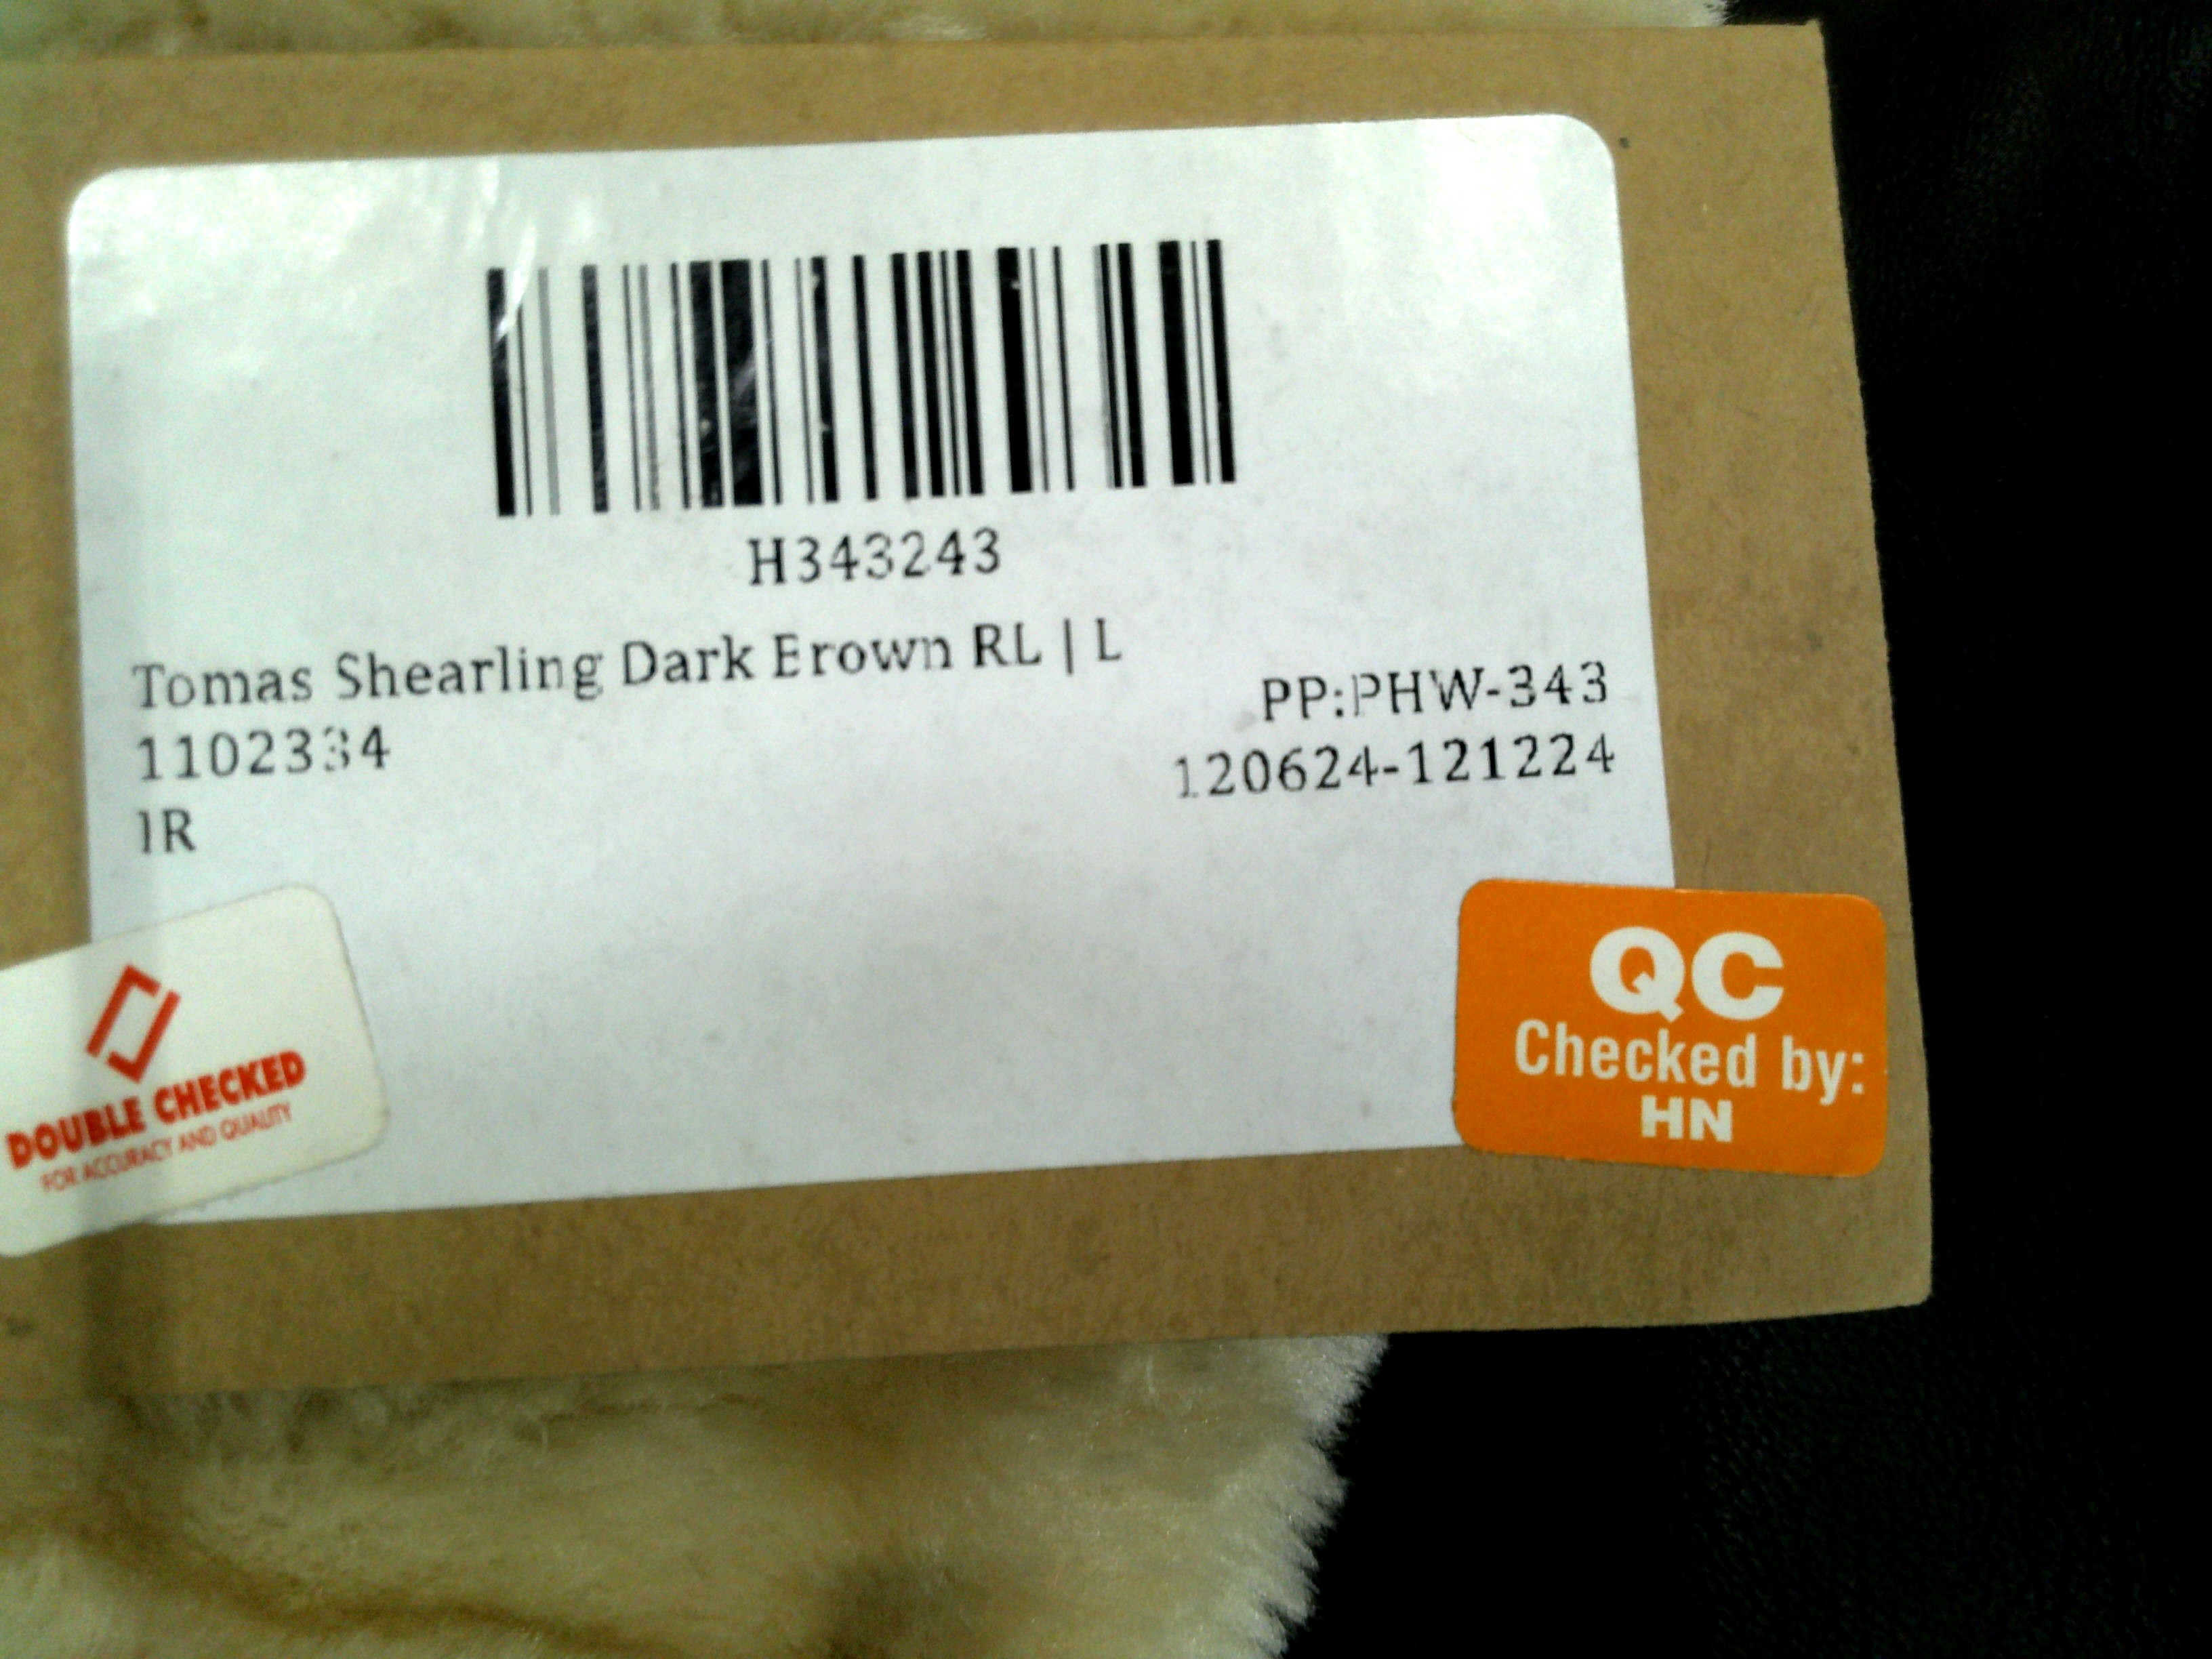 H343243
Tomas Shearling Dark Brown RL | L
PP:PHW-343
1102334
120624-121224
IR
DOUBLE CHECKED
FOR ACCURACY AND QUALITY
QC
Checked by:
HN